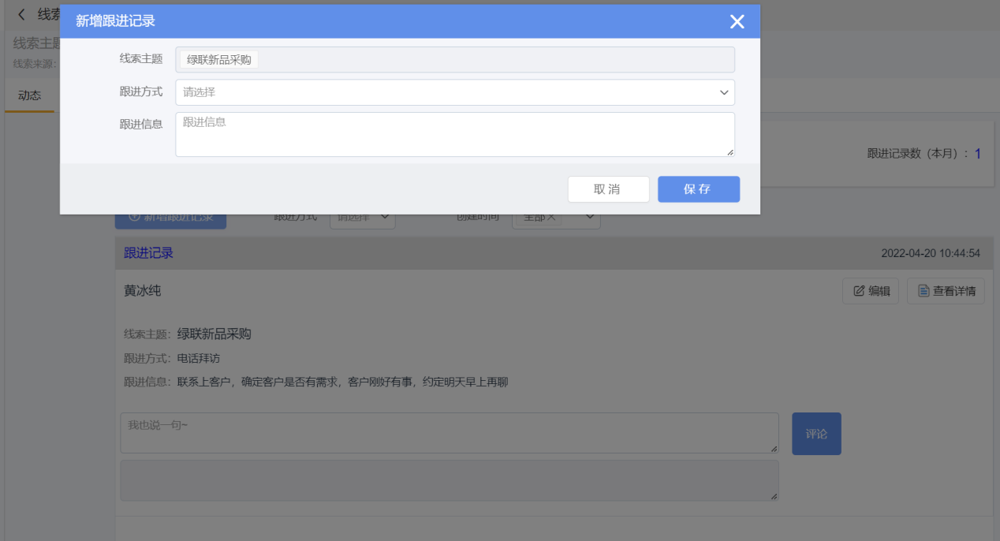 线索
新增跟进记录
线索主题
线索来源:
线索主题 绿联新品采购
跟进方式 请选择
跟进信息 跟进信息
取 消 保 存
动态
跟进记录数（本月）: 1
新增跟进记录 跟进方式 请选择 创建时间 全部 ×
跟进记录 2022-04-20 10:44:54
黄冰纯 编辑 查看详情
线索主题: 绿联新品采购
跟进方式: 电话拜访
跟进信息: 联系上客户，确定客户是否有需求，客户刚好有事，约定明天早上再聊
我也说一句~
评论